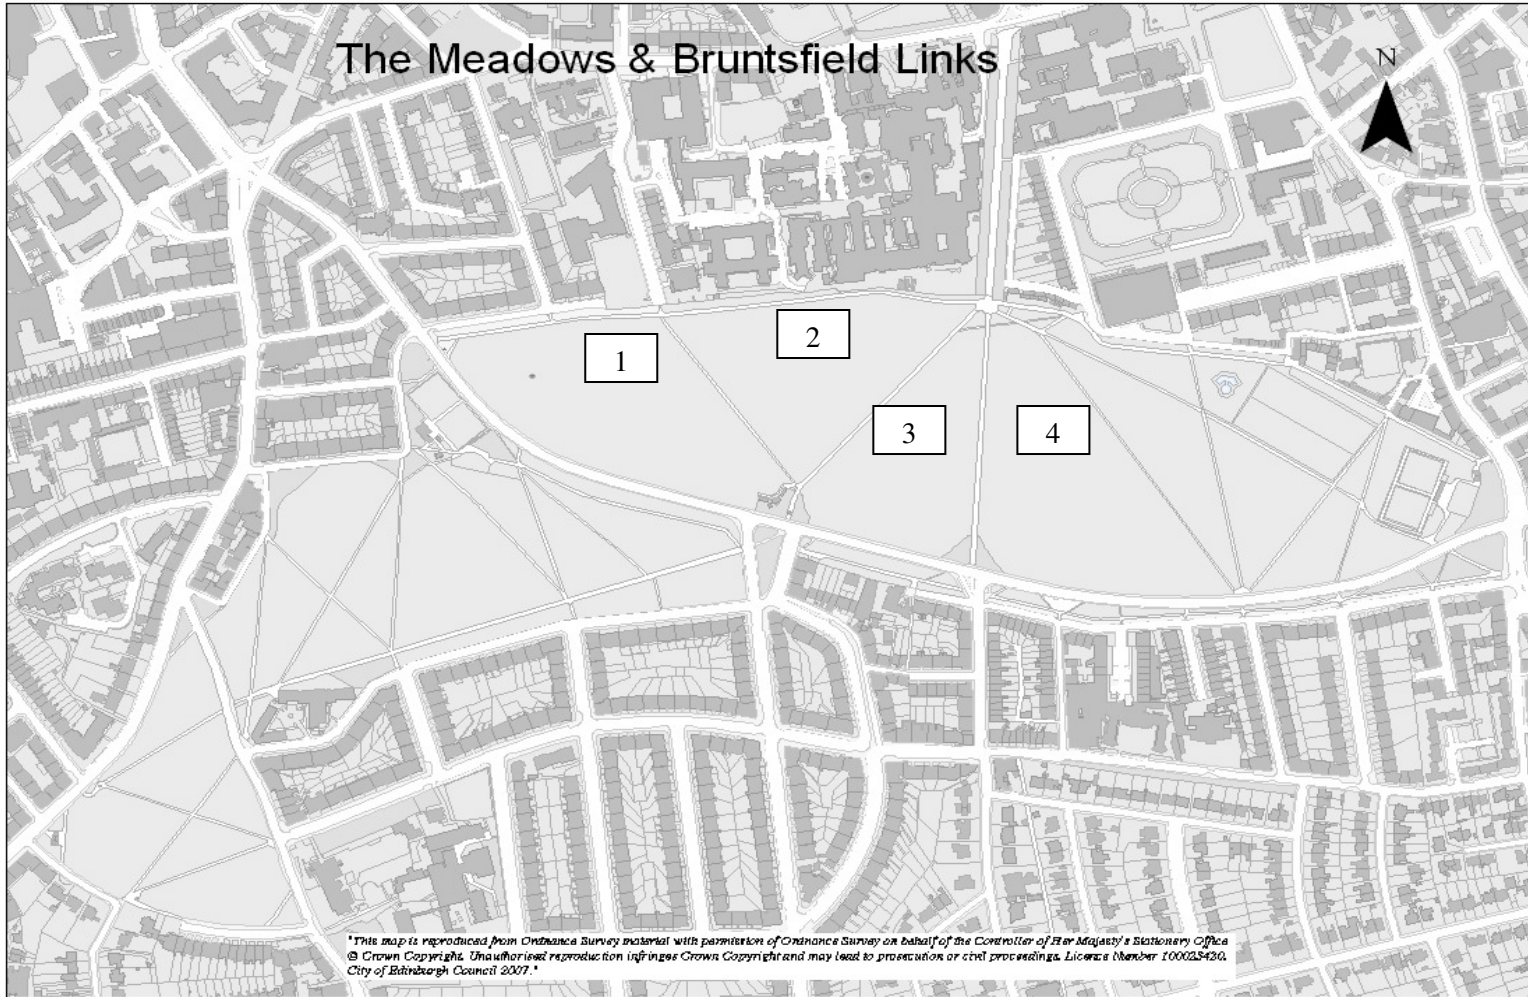 The Meadows & Bruntsfield Links
N
1
2
3
4
"This map is reproduced from Ordnance Survey material with permission of Ordnance Survey on behalf of the Controller of Her Majesty's Stationery Office
© Crown Copyright. Unauthorised reproduction infringes Crown Copyright and may lead to prosecution or civil proceedings. Licence Number 100023420.
City of Edinburgh Council 2007."